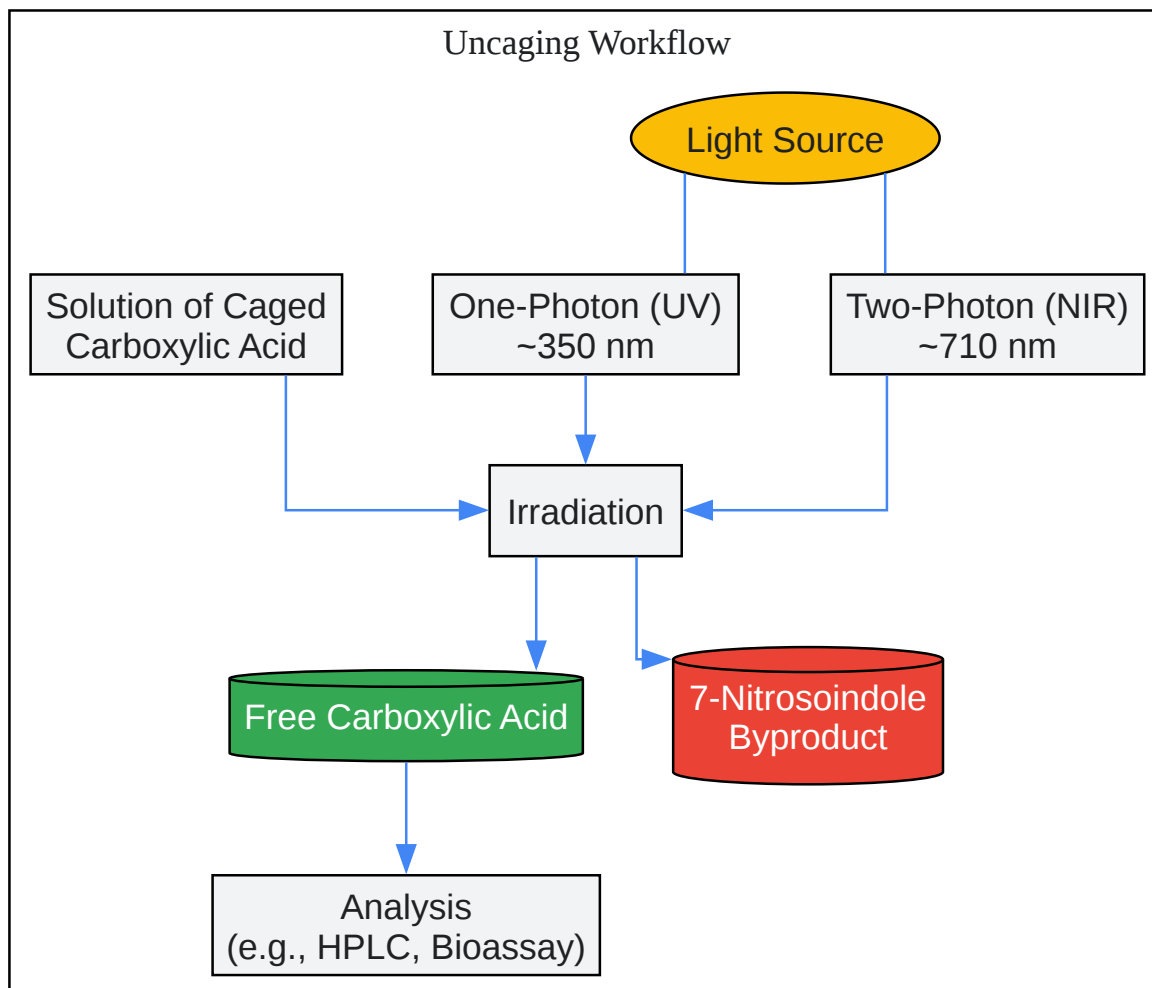 Uncaging Workflow
Light Source
Solution of Caged
Carboxylic Acid
One-Photon (UV)
~350 nm
Two-Photon (NIR)
~710 nm
Irradiation
Free Carboxylic Acid
7-Nitrosoindole
Byproduct
Analysis
(e.g., HPLC, Bioassay)